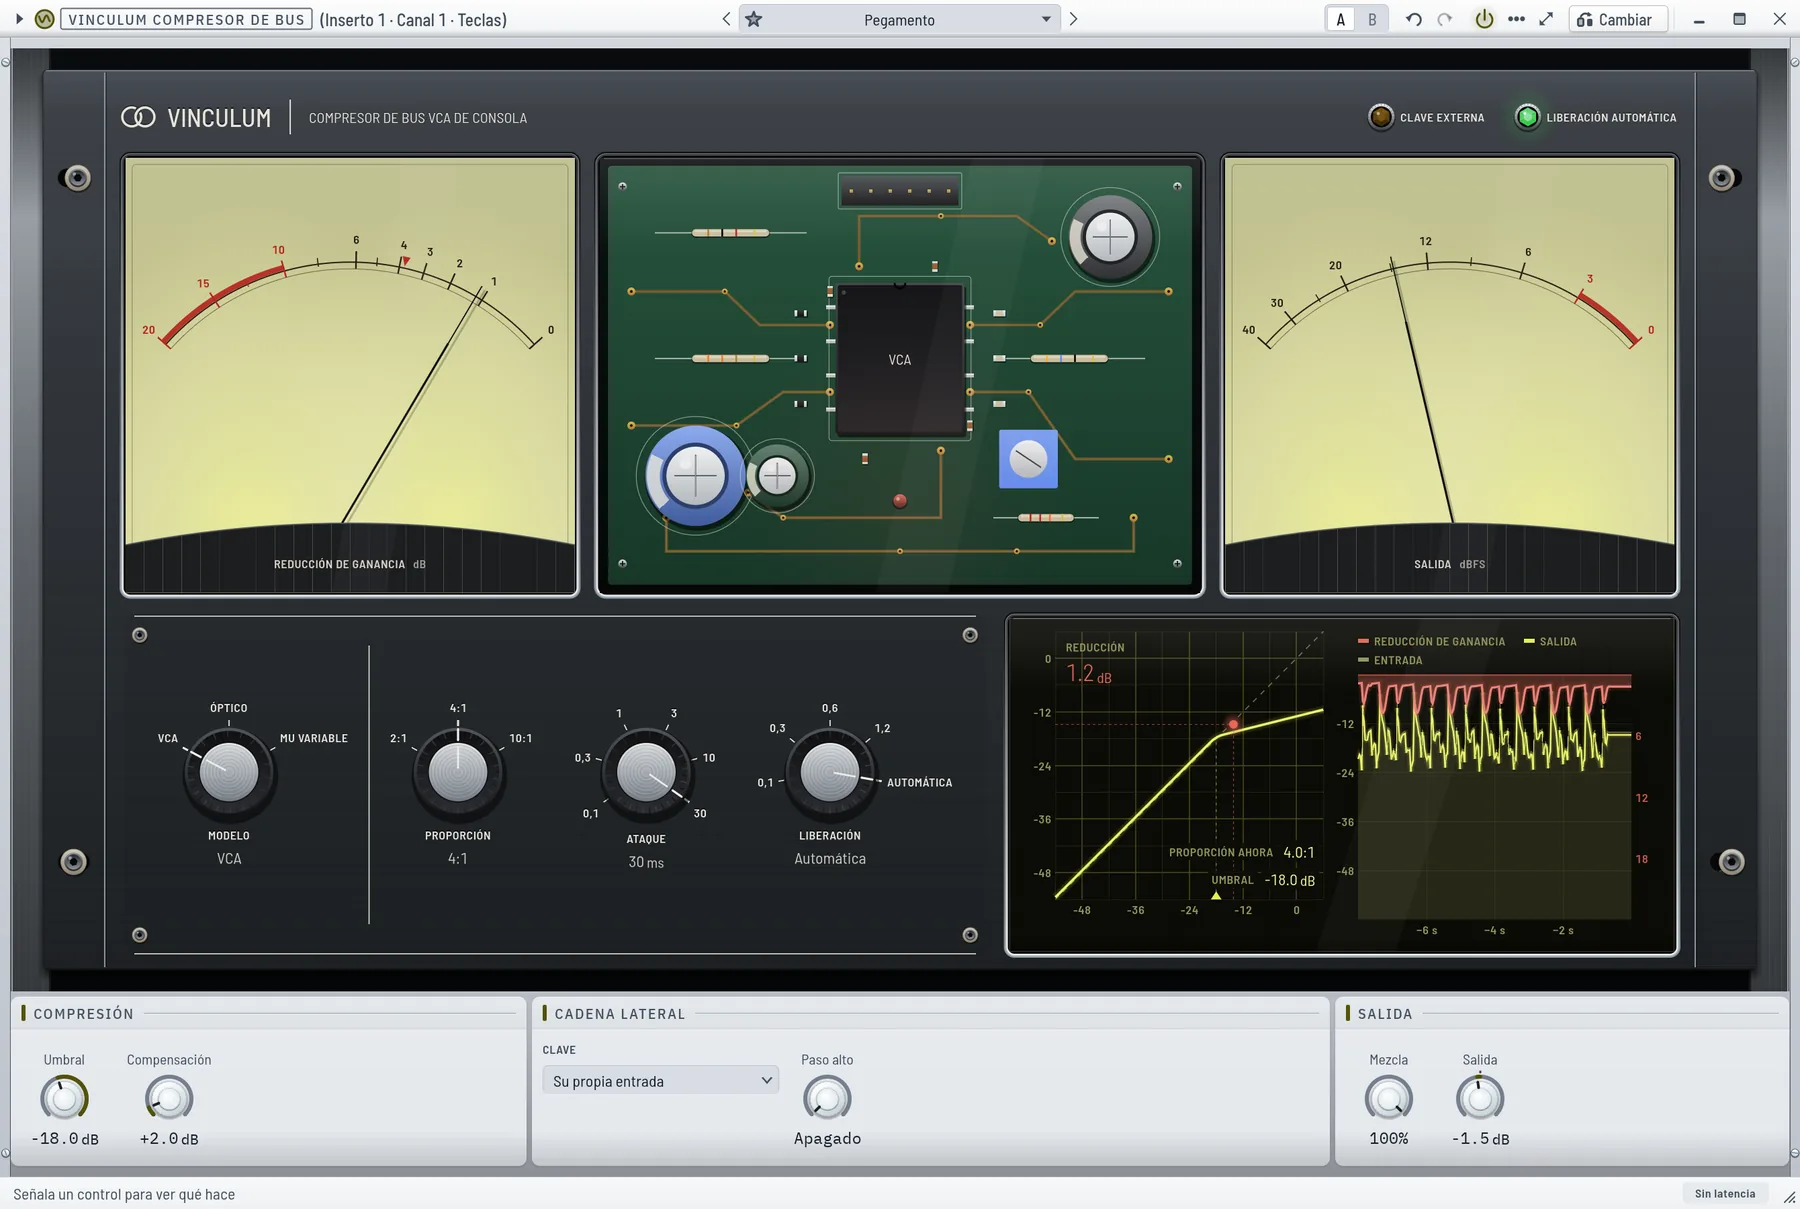 VINCULUM COMPRESOR DE BUS (Inserto 1 · Canal 1 · Teclas)
Pegamento
A B
Cambiar
VINCULUM
COMPRESOR DE BUS VCA DE CONSOLA
CLAVE EXTERNA
LIBERACIÓN AUTOMÁTICA
20 15 10 6 4 3 2 1 0
REDUCCIÓN DE GANANCIA dB
VCA
40 30 20 12 6 3 0
SALIDA dBFS
VCA ÓPTICO MU VARIABLE
MODELO
VCA
2:1 4:1 10:1
PROPORCIÓN
4:1
0,1 0,3 1 3 10 30
ATAQUE
30 ms
0,1 0,3 0,6 1,2 AUTOMÁTICA
LIBERACIÓN
Automática
REDUCCIÓN
1.2 dB
0
-12
-24
-36
-48
PROPORCIÓN AHORA 4.0:1
UMBRAL -18.0 dB
-48 -36 -24 -12 0
REDUCCIÓN DE GANANCIA SALIDA
ENTRADA
-12
-24
-36
-48
6
12
18
-6 s -4 s -2 s
COMPRESIÓN
Umbral
-18.0 dB
Compensación
+2.0 dB
CADENA LATERAL
CLAVE
Su propia entrada
Paso alto
Apagado
SALIDA
Mezcla
100%
Salida
-1.5 dB
Señala un control para ver qué hace
Sin latencia